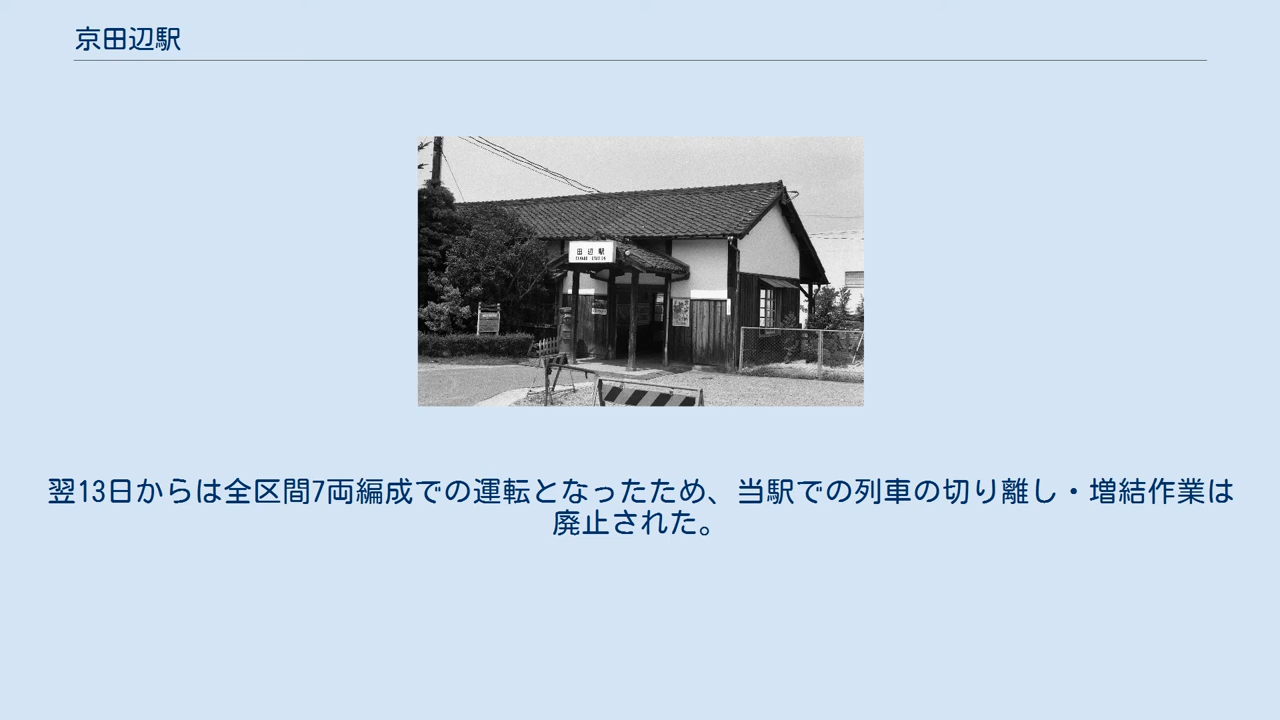 京田辺駅
田辺駅
TANABE STATION
翌13日からは全区間7両編成での運転となったため、当駅での列車の切り離し・増結作業は
廃止された。